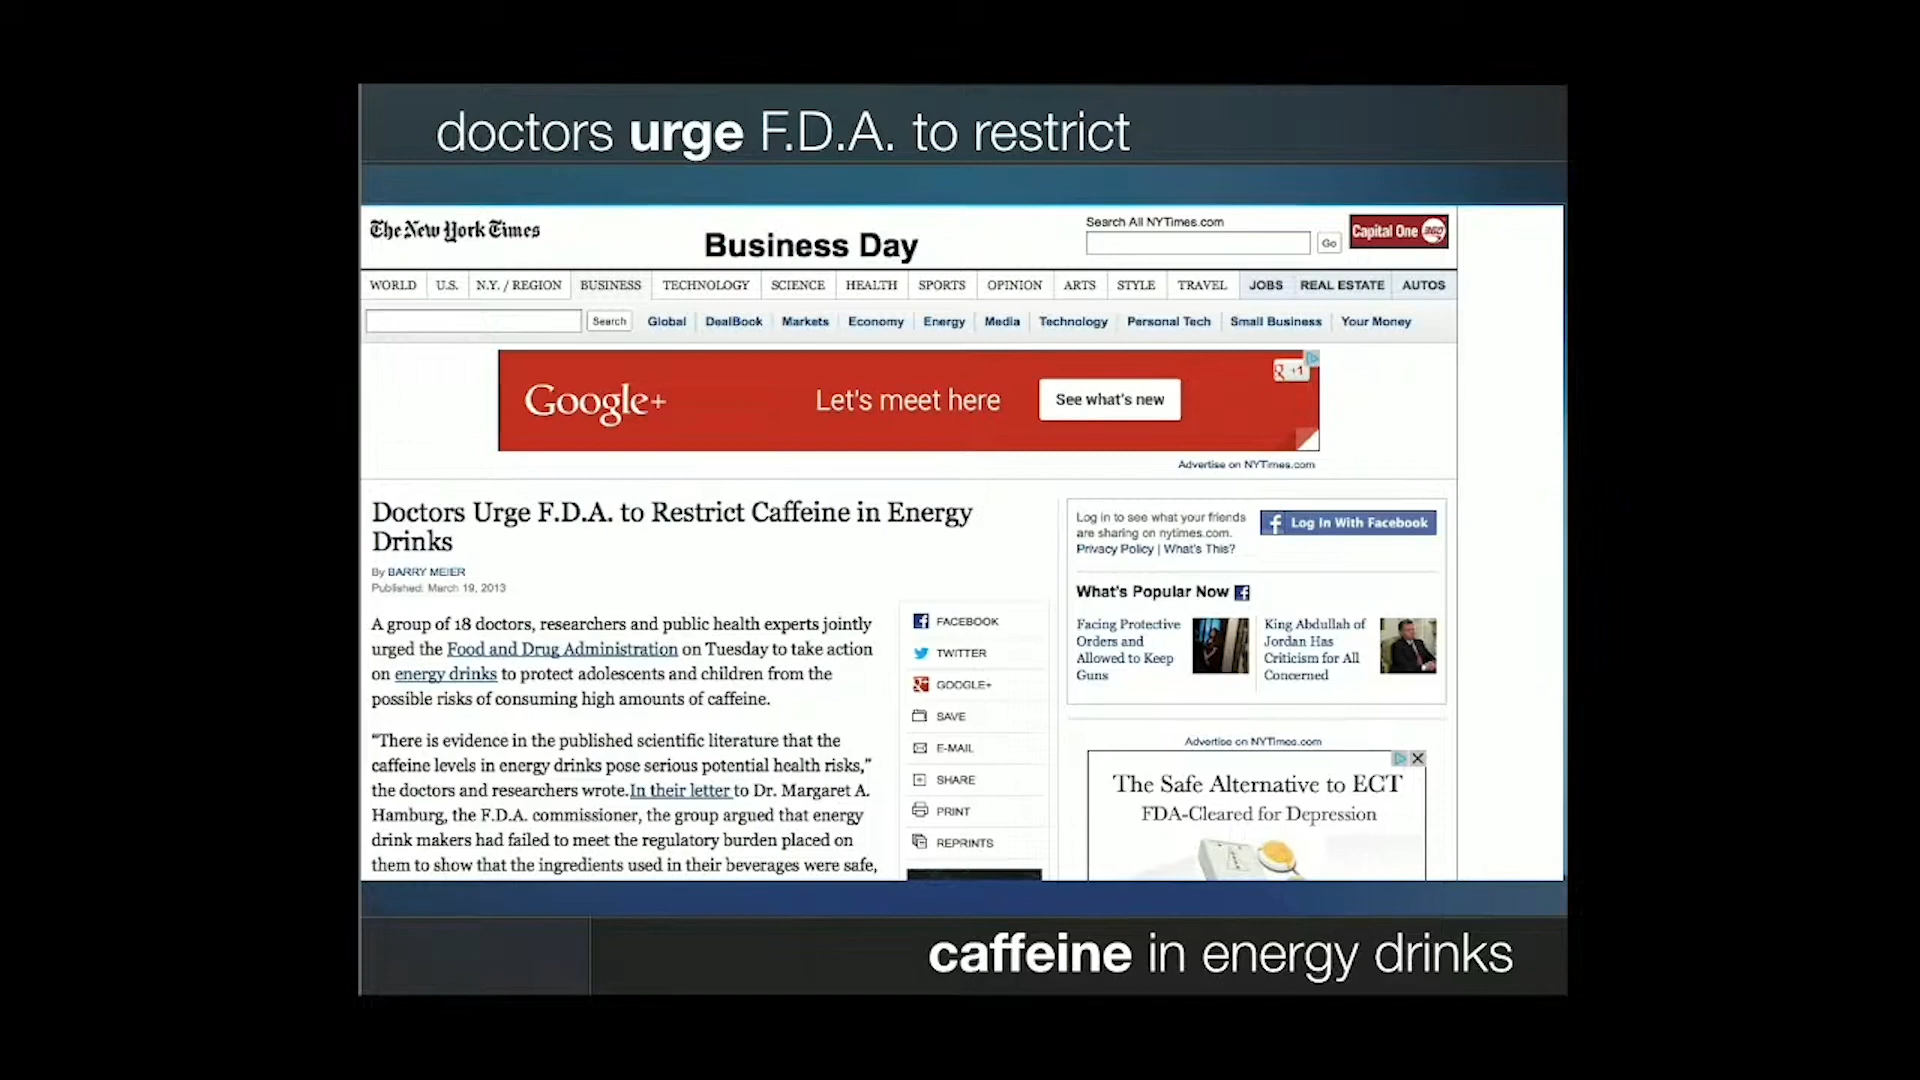 doctors urge F.D.A. to restrict
The New York Times
Business Day
Search All NYTimes.com
Go
Capital One 360
WORLD U.S. N.Y. / REGION BUSINESS TECHNOLOGY SCIENCE HEALTH SPORTS OPINION ARTS STYLE TRAVEL JOBS REAL ESTATE AUTOS
Search Global DealBook Markets Economy Energy Media Technology Personal Tech Small Business Your Money
Google+ Let's meet here See what's new
+1
Advertise on NYTimes.com
Doctors Urge F.D.A. to Restrict Caffeine in Energy
Drinks
By BARRY MEIER
Published: March 19, 2013
A group of 18 doctors, researchers and public health experts jointly
urged the Food and Drug Administration on Tuesday to take action
on energy drinks to protect adolescents and children from the
possible risks of consuming high amounts of caffeine.
“There is evidence in the published scientific literature that the
caffeine levels in energy drinks pose serious potential health risks,”
the doctors and researchers wrote.In their letter to Dr. Margaret A.
Hamburg, the F.D.A. commissioner, the group argued that energy
drink makers had failed to meet the regulatory burden placed on
them to show that the ingredients used in their beverages were safe,
FACEBOOK
TWITTER
GOOGLE+
SAVE
E-MAIL
SHARE
PRINT
REPRINTS
Log in to see what your friends
are sharing on nytimes.com.
Privacy Policy | What's This?
Log In With Facebook
What's Popular Now
Facing Protective
Orders and
Allowed to Keep
Guns
King Abdullah of
Jordan Has
Criticism for All
Concerned
Advertise on NYTimes.com
The Safe Alternative to ECT
FDA-Cleared for Depression
caffeine in energy drinks